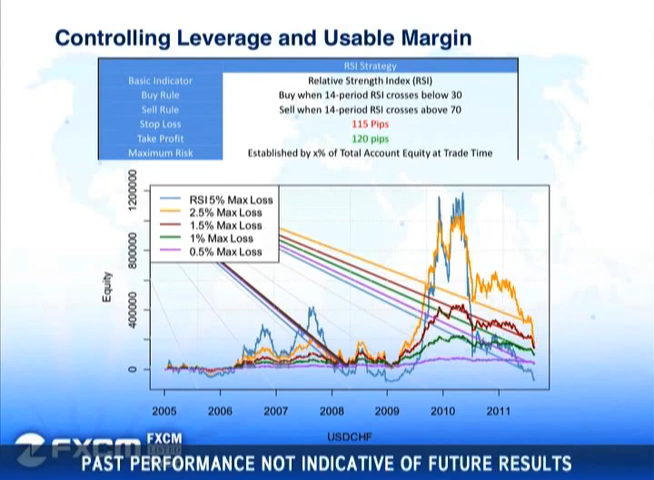 Controlling Leverage and Usable Margin
RSI Strategy
Basic Indicator Relative Strength Index (RSI)
Buy Rule Buy when 14-period RSI crosses below 30
Sell Rule Sell when 14-period RSI crosses above 70
Stop Loss 115 Pips
Take Profit 120 pips
Maximum Risk Established by x% of Total Account Equity at Trade Time
RSI 5% Max Loss
2.5% Max Loss
1.5% Max Loss
1% Max Loss
0.5% Max Loss
Equity
1200000
800000
400000
0
2005 2006 2007 2008 2009 2010 2011
USDCHF
FXCM
FXCM
PAST PERFORMANCE NOT INDICATIVE OF FUTURE RESULTS